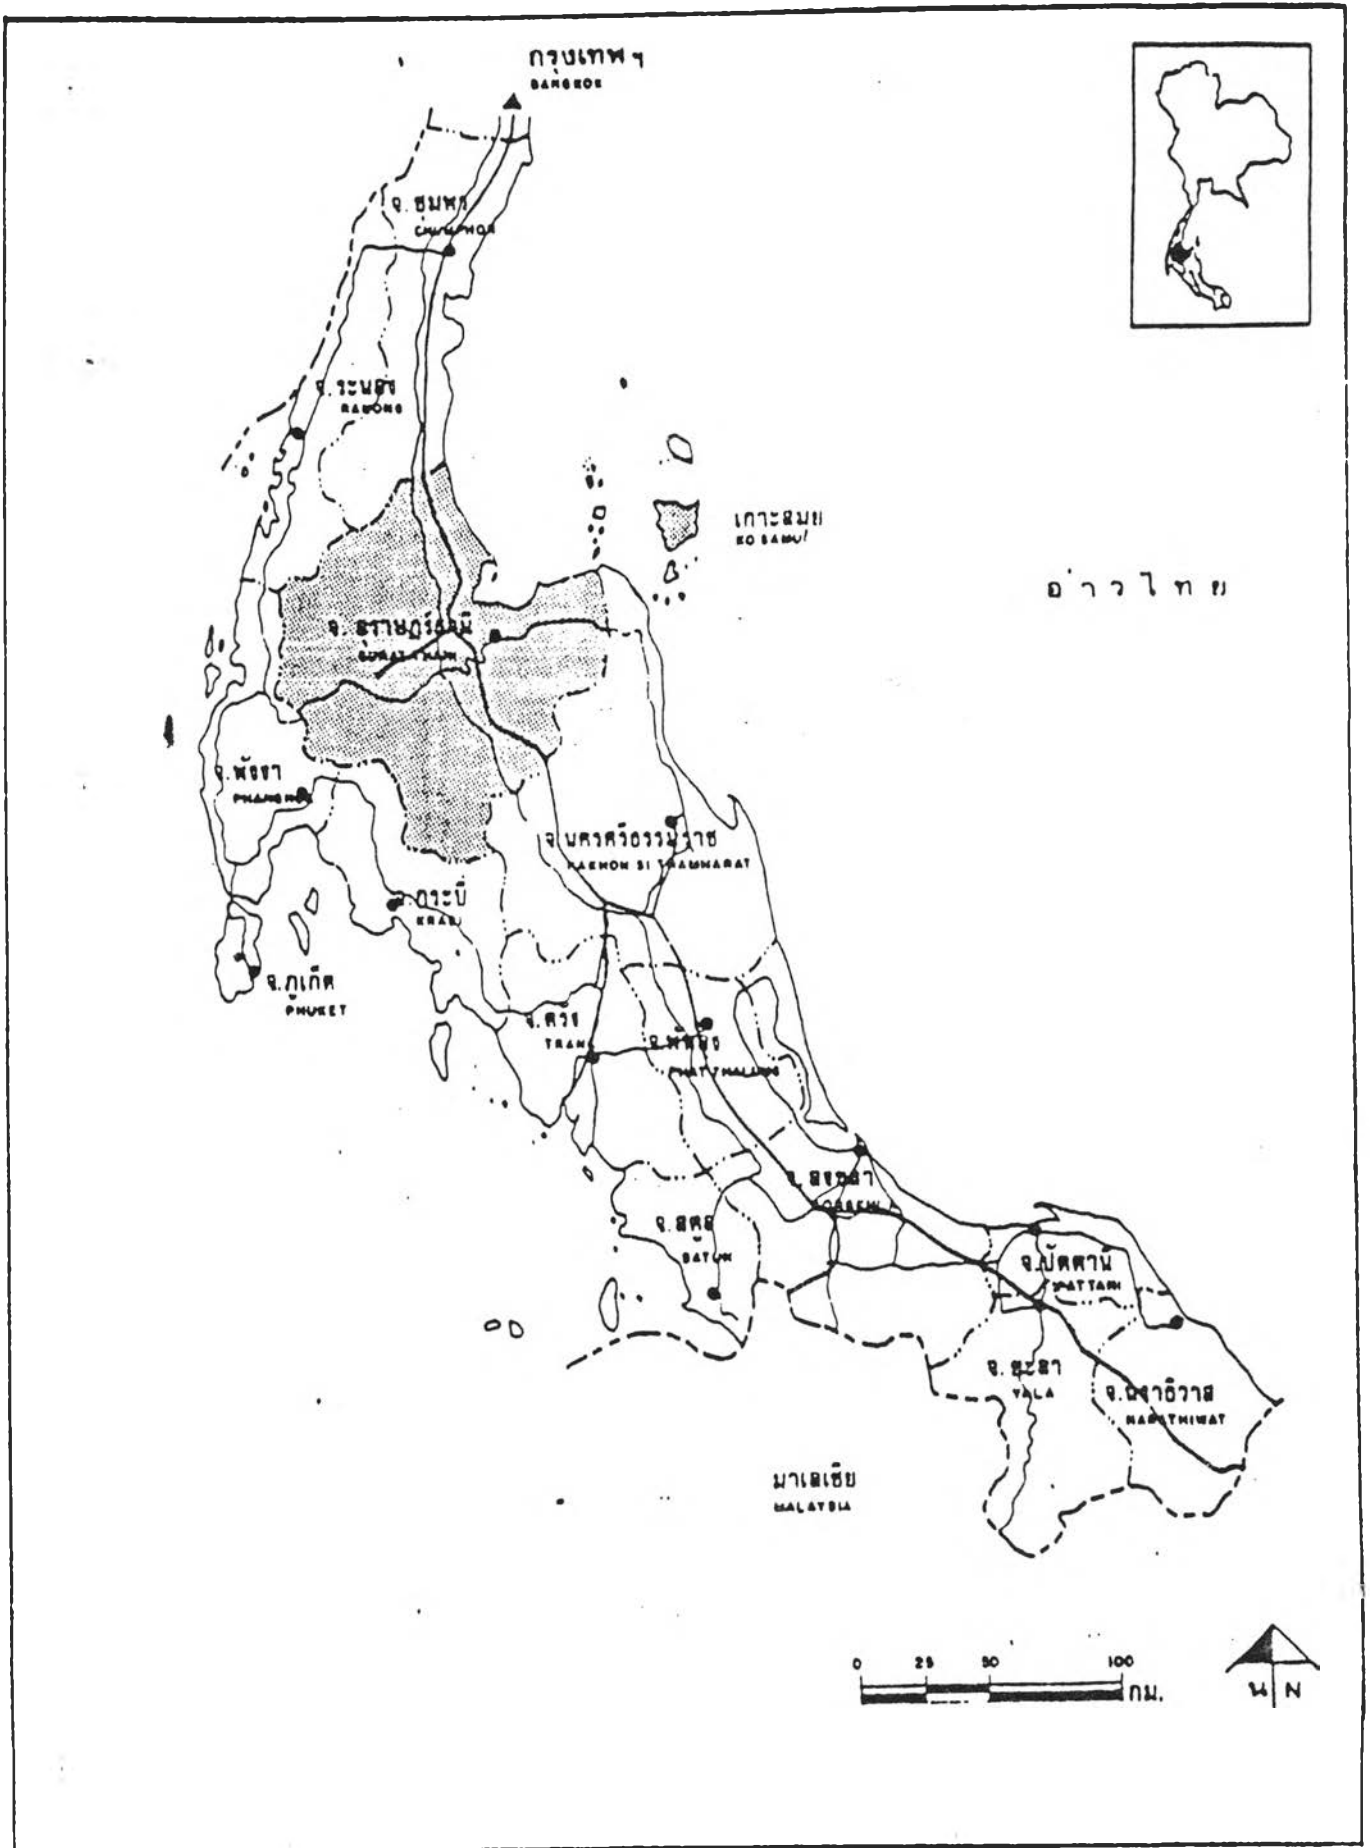 กรุงเทพฯ
BANGKOK
จ. ชุมพร
CHUMPHON
จ. ระนอง
RANONG
เกาะสมุย
KO SAMUI
อ่าวไทย
จ. สุราษฎร์ธานี
SURAT THANI
จ. พังงา
PHANGNGA
จ. นครศรีธรรมราช
NAKHON SI THAMMARAT
จ. กระบี่
KRABI
จ. ภูเก็ต
PHUKET
จ. ตรัง
TRANG
จ. พัทลุง
PHATTHALUNG
จ. สงขลา
จ. สตูล
SATUN
จ. ปัตตานี
PATTANI
จ. ยะลา
YALA
จ. นราธิวาส
NARATHIWAT
มาเลเซีย
MALAYSIA
0 25 50 100
กม.
น N